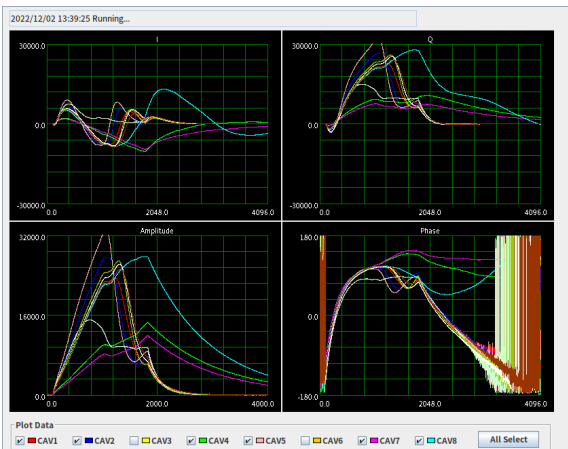 2022/12/02 13:39:25 Running...
I
Q
30000.0
0.0
-30000.0
0.0 2048.0 4096.0
30000.0
0.0
-30000.0
0.0 2048.0 4096.0
Amplitude
Phase
32000.0
16000.0
0.0
0.0 2000.0 4000.0
180.0
0.0
-180.0
0.0 2048.0 4096.0
Plot Data
CAV1 CAV2 CAV3 CAV4 CAV5 CAV6 CAV7 CAV8 All Select